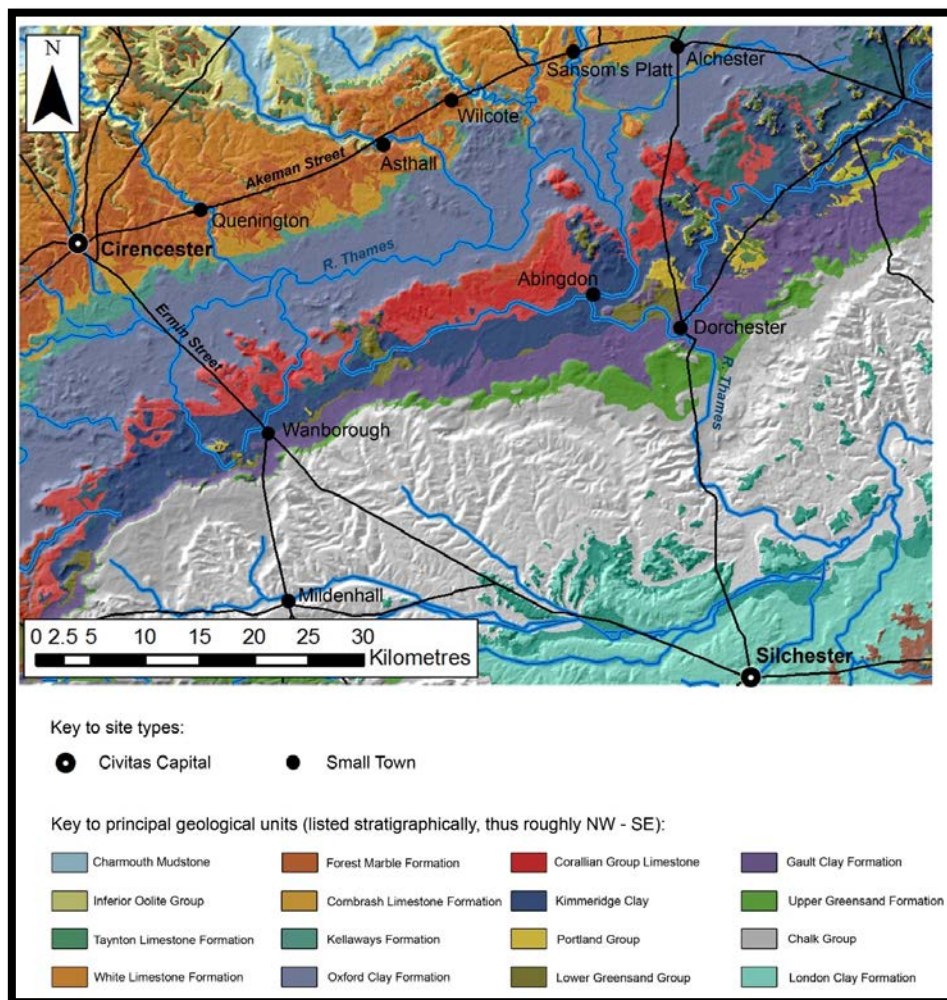 N
Sansom's Platt
Alchester
Wilcote
Asthall
Akeman Street
Quenington
Cirencester
R. Thames
Abingdon
Ermin Street
Dorchester
R. Thames
Wanborough
Mildenhall
0 2.5 5 10 15 20 25 30
Kilometres
Silchester
Key to site types:
Civitas Capital
Small Town
Key to principal geological units (listed stratigraphically, thus roughly NW - SE):
Charmouth Mudstone
Inferior Oolite Group
Taynton Limestone Formation
White Limestone Formation
Forest Marble Formation
Cornbrash Limestone Formation
Kellaways Formation
Oxford Clay Formation
Corallian Group Limestone
Kimmeridge Clay
Portland Group
Lower Greensand Group
Gault Clay Formation
Upper Greensand Formation
Chalk Group
London Clay Formation